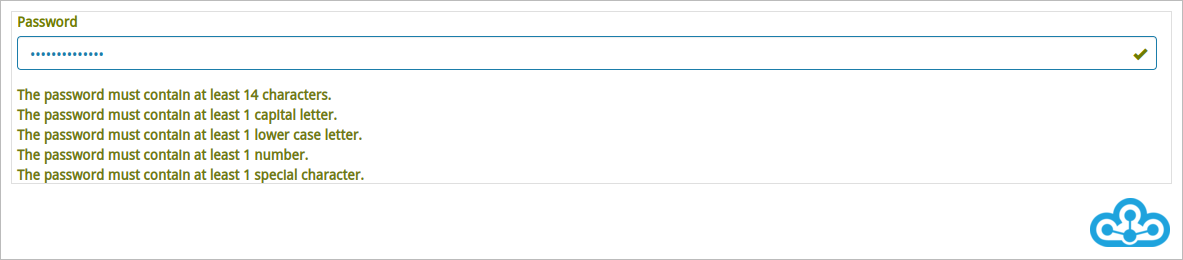 Password
••••••••••••••
The password must contain at least 14 characters.
The password must contain at least 1 capital letter.
The password must contain at least 1 lower case letter.
The password must contain at least 1 number.
The password must contain at least 1 special character.